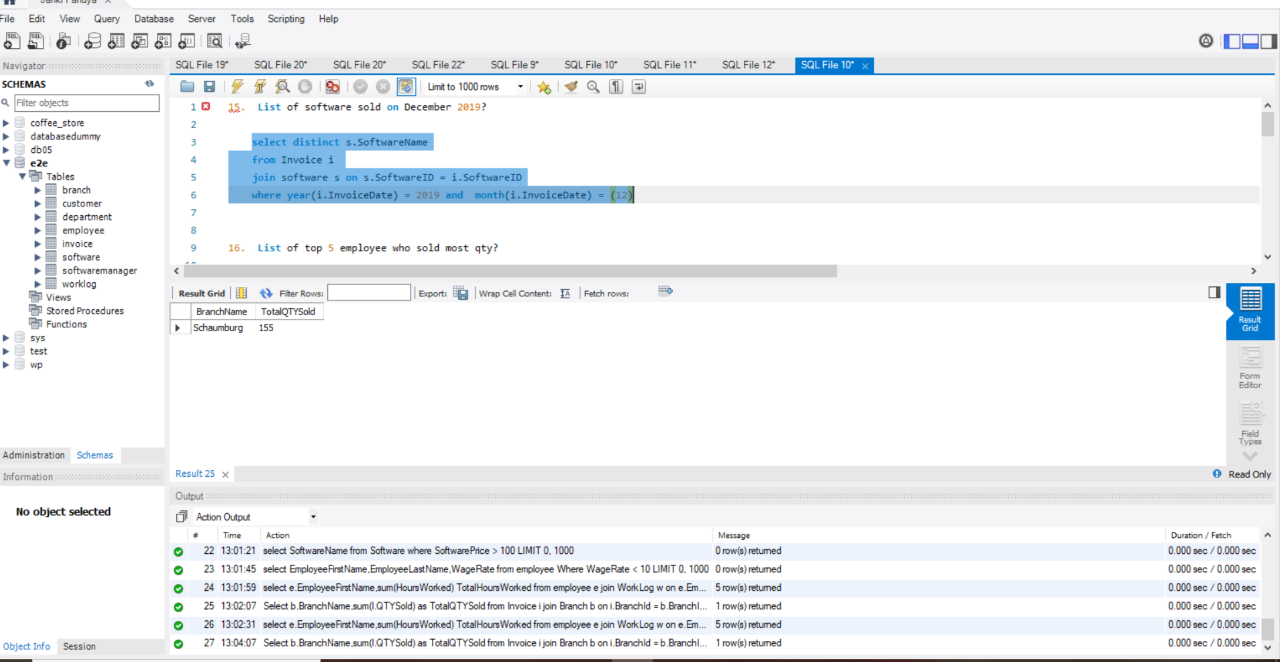 Janki Pandya ×
File Edit View Query Database Server Tools Scripting Help
Navigator
SQL File 19* SQL File 20* SQL File 20* SQL File 22* SQL File 9* SQL File 10* SQL File 11* SQL File 12* SQL File 10* ×
SCHEMAS
Limit to 1000 rows
Filter objects
coffee_store
databasedummy
db05
e2e
Tables
branch
customer
department
employee
invoice
software
softwaremanager
worklog
Views
Stored Procedures
Functions
sys
test
wp
1 15. List of software sold on December 2019?
2
3 select distinct s.SoftwareName
4 from Invoice i
5 join software s on s.SoftwareID = i.SoftwareID
6 where year(i.InvoiceDate) = 2019 and month(i.InvoiceDate) = (12)
7
8
9 16. List of top 5 employee who sold most qty?
Result Grid Filter Rows: Export: Wrap Cell Content: Fetch rows:
BranchName TotalQTYSold
Schaumburg 155
Result Grid
Form Editor
Field Types
Administration Schemas
Information
No object selected
Result 25 ×
Read Only
Output
Action Output
# Time Action Message Duration / Fetch
22 13:01:21 select SoftwareName from Software where SoftwarePrice > 100 LIMIT 0, 1000 0 row(s) returned 0.000 sec / 0.000 sec
23 13:01:45 select EmployeeFirstName,EmployeeLastName,WageRate from employee Where WageRate < 10 LIMIT 0, 1000 0 row(s) returned 0.000 sec / 0.000 sec
24 13:01:59 select e.EmployeeFirstName,sum(HoursWorked) TotalHoursWorked from employee e join WorkLog w on e.Em... 5 row(s) returned 0.000 sec / 0.000 sec
25 13:02:07 Select b.BranchName,sum(I.QTYSold) as TotalQTYSold from Invoice i join Branch b on i.BranchId = b.BranchI... 1 row(s) returned 0.000 sec / 0.000 sec
26 13:02:31 select e.EmployeeFirstName,sum(HoursWorked) TotalHoursWorked from employee e join WorkLog w on e.Em... 5 row(s) returned 0.000 sec / 0.000 sec
27 13:04:07 Select b.BranchName,sum(I.QTYSold) as TotalQTYSold from Invoice i join Branch b on i.BranchId = b.BranchI... 1 row(s) returned 0.000 sec / 0.000 sec
Object Info Session